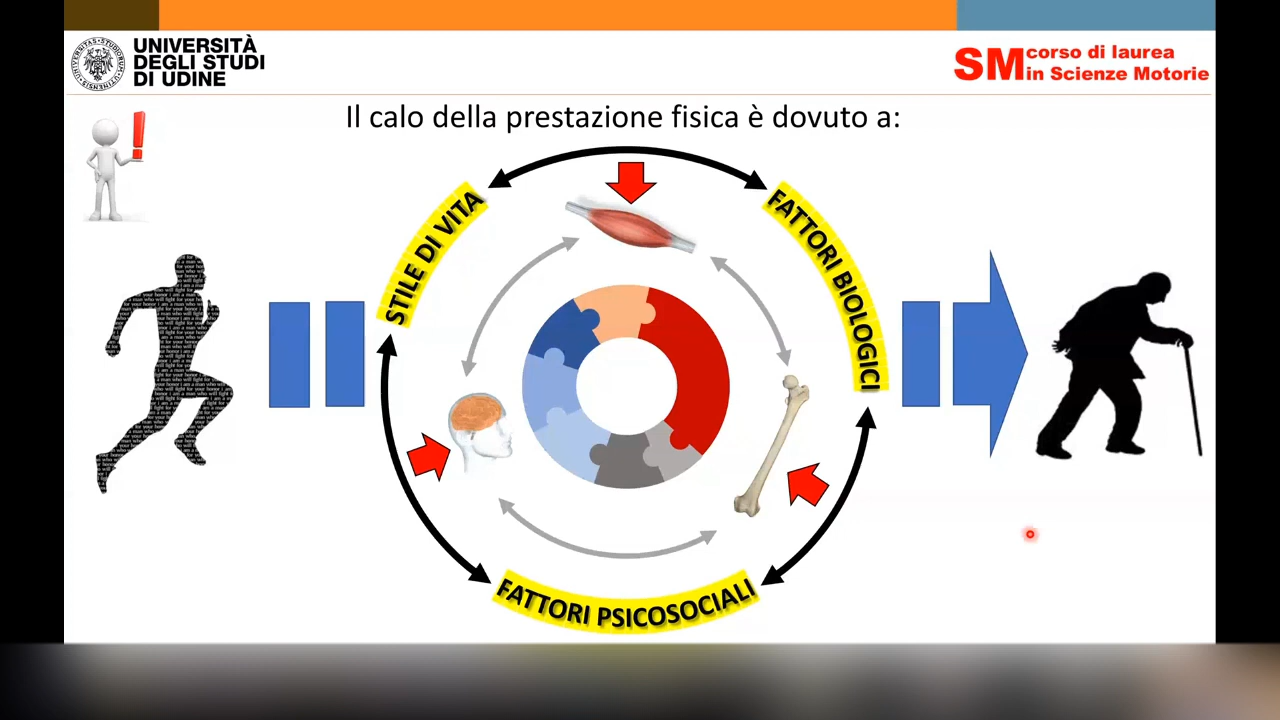 UNIVERSITÀ
DEGLI STUDI
DI UDINE
SM corso di laurea
in Scienze Motorie
Il calo della prestazione fisica è dovuto a:
STILE DI VITA
FATTORI BIOLOGICI
FATTORI PSICOSOCIALI